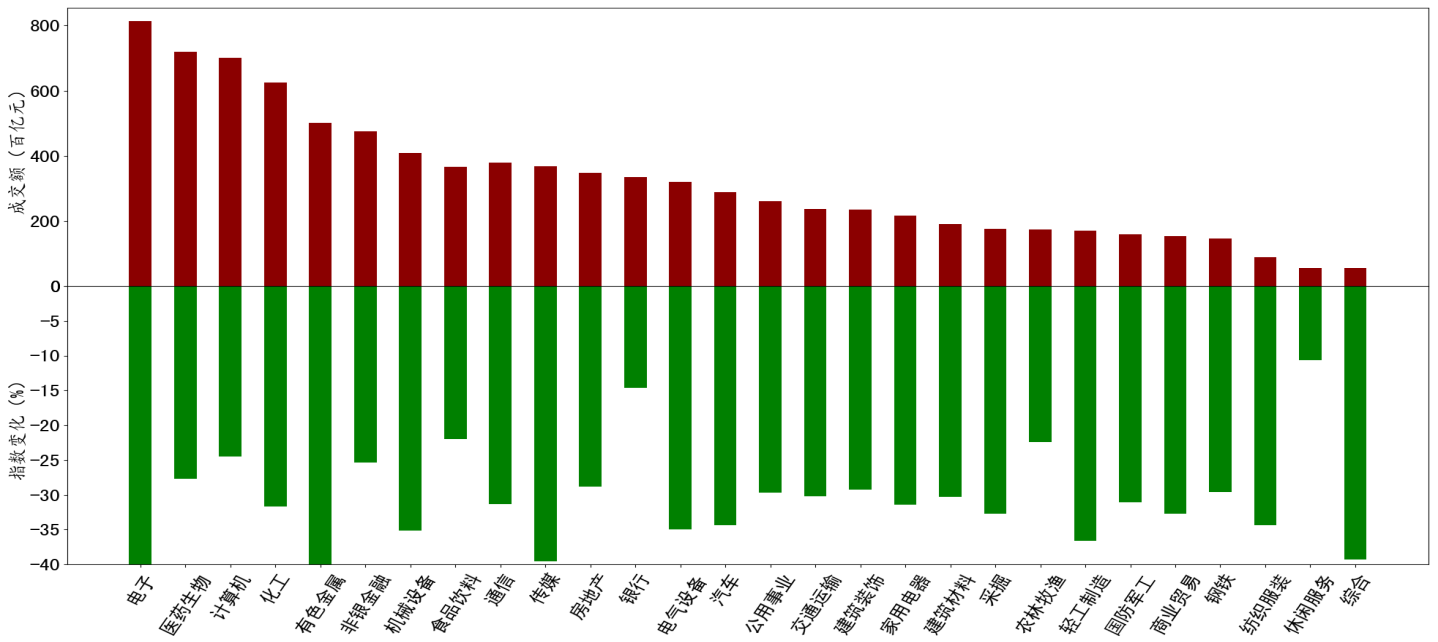 成交额 (百亿元)
800
600
400
200
0
指数变化 (%)
−5
−10
−15
−20
−25
−30
−35
−40
电子
医药生物
计算机
化工
有色金属
非银金融
机械设备
食品饮料
通信
传媒
房地产
银行
电气设备
汽车
公用事业
交通运输
建筑装饰
家用电器
建筑材料
采掘
农林牧渔
轻工制造
国防军工
商业贸易
钢铁
纺织服装
休闲服务
综合